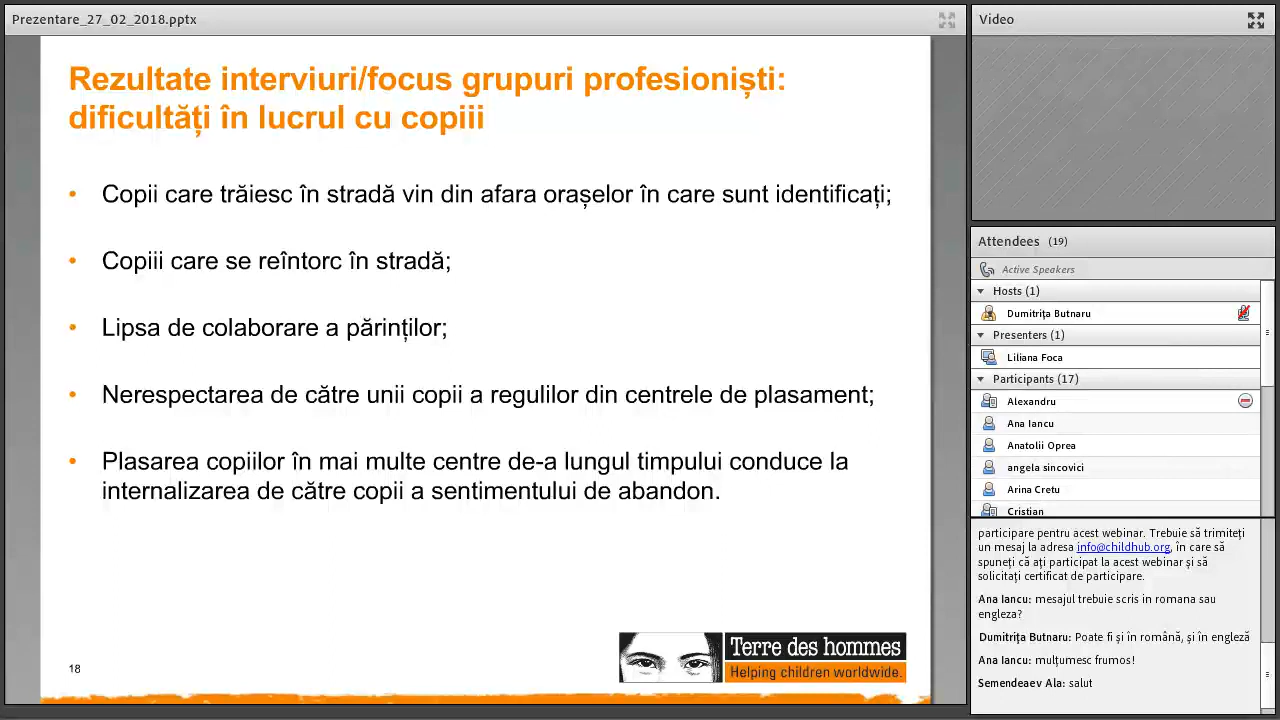 Prezentare_27_02_2018.pptx
Rezultate interviuri/focus grupuri profesioniști:
dificultăți în lucrul cu copiii
• Copii care trăiesc în stradă vin din afara orașelor în care sunt identificați;
• Copiii care se reîntorc în stradă;
• Lipsa de colaborare a părinților;
• Nerespectarea de către unii copii a regulilor din centrele de plasament;
• Plasarea copiilor în mai multe centre de-a lungul timpului conduce la
internalizarea de către copii a sentimentului de abandon.
18
Terre des hommes
Helping children worldwide.
Video
Attendees (19)
Active Speakers
Hosts (1)
Dumitriţa Butnaru
Presenters (1)
Liliana Foca
Participants (17)
Alexandru
Ana Iancu
Anatolii Oprea
angela sincovici
Arina Cretu
Cristian
participare pentru acest webinar. Trebuie să trimiteți
un mesaj la adresa info@childhub.org, în care să
spuneți că ați participat la acest webinar și să
solicitați certificat de participare.
Ana Iancu: mesajul trebuie scris in romana sau
engleza?
Dumitriţa Butnaru: Poate fi și în română, și în engleză
Ana Iancu: mulțumesc frumos!
Semendeaev Ala: salut